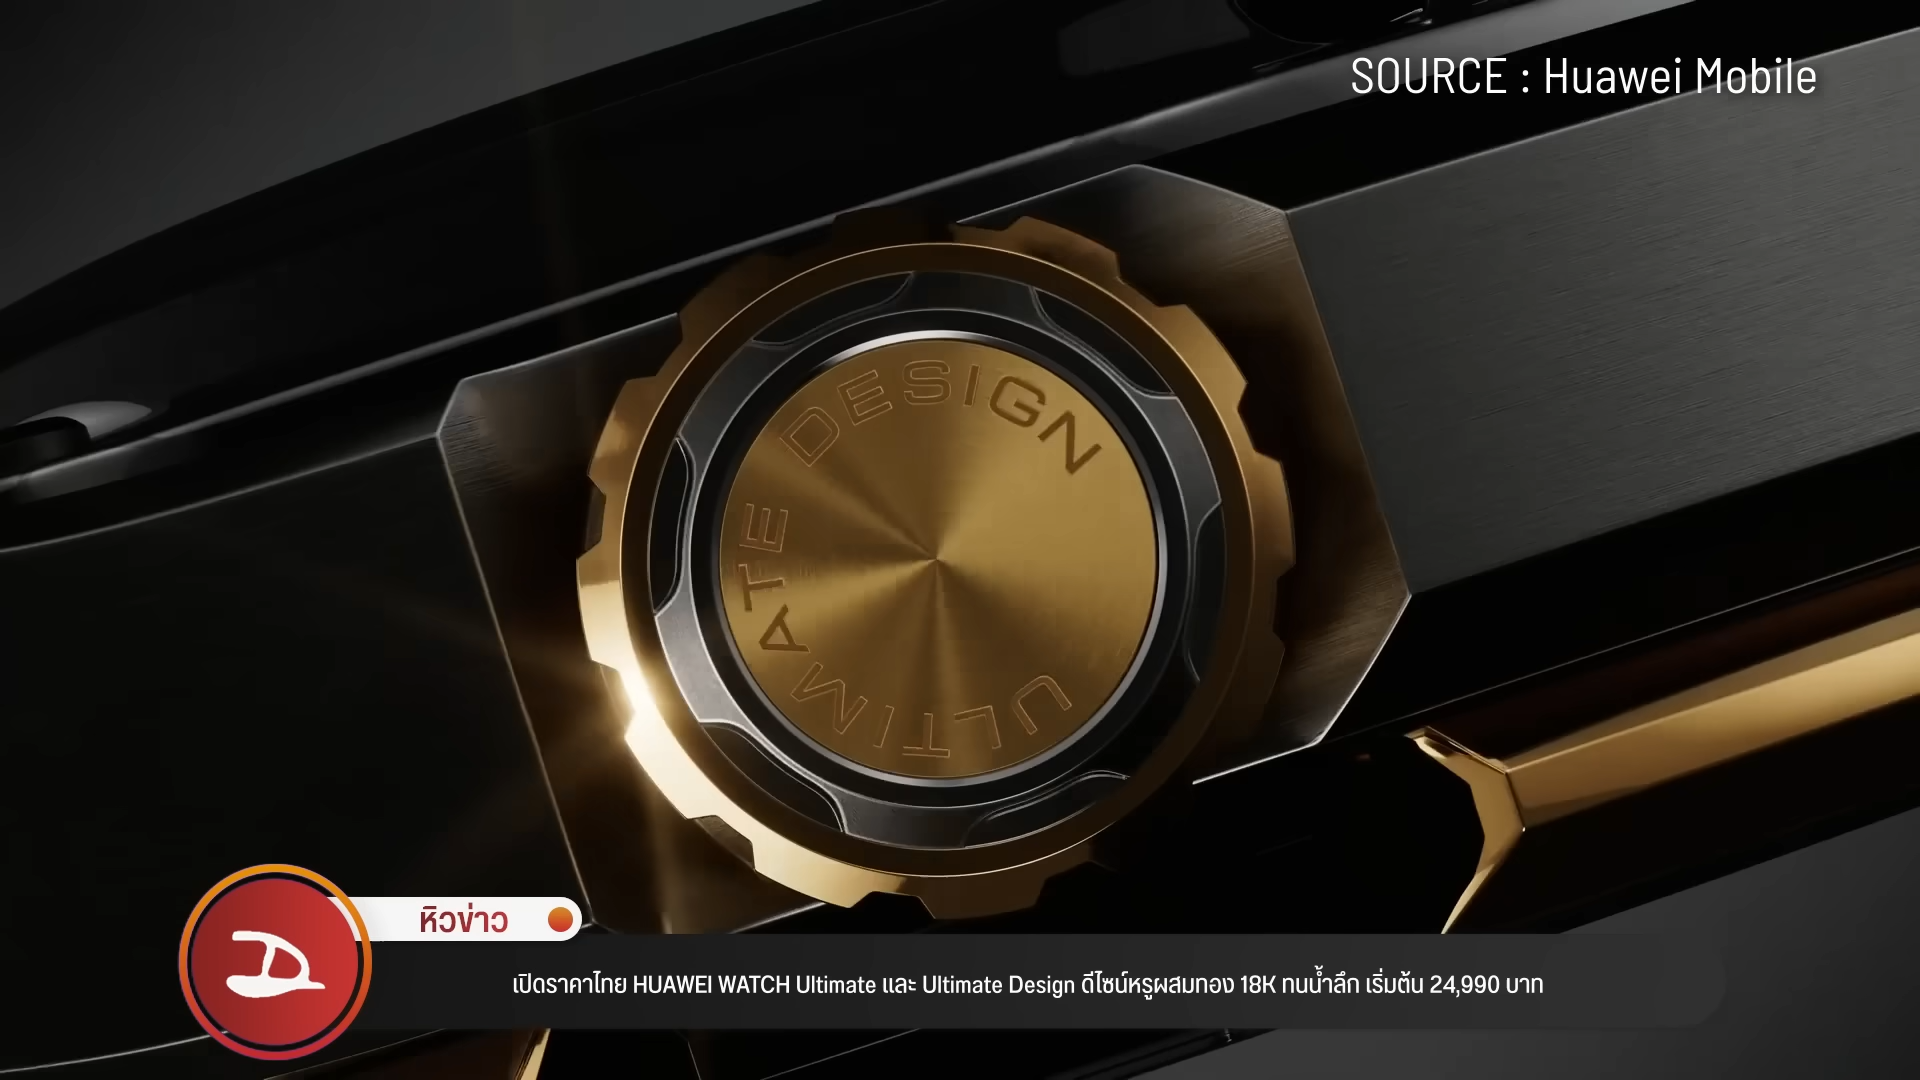 SOURCE : Huawei Mobile
ULTIMATE DESIGN
หิวข่าว
เปิดราคาไทย HUAWEI WATCH Ultimate และ Ultimate Design ดีไซน์หรูผสมทอง 18K ทนน้ำลึก เริ่มต้น 24,990 บาท